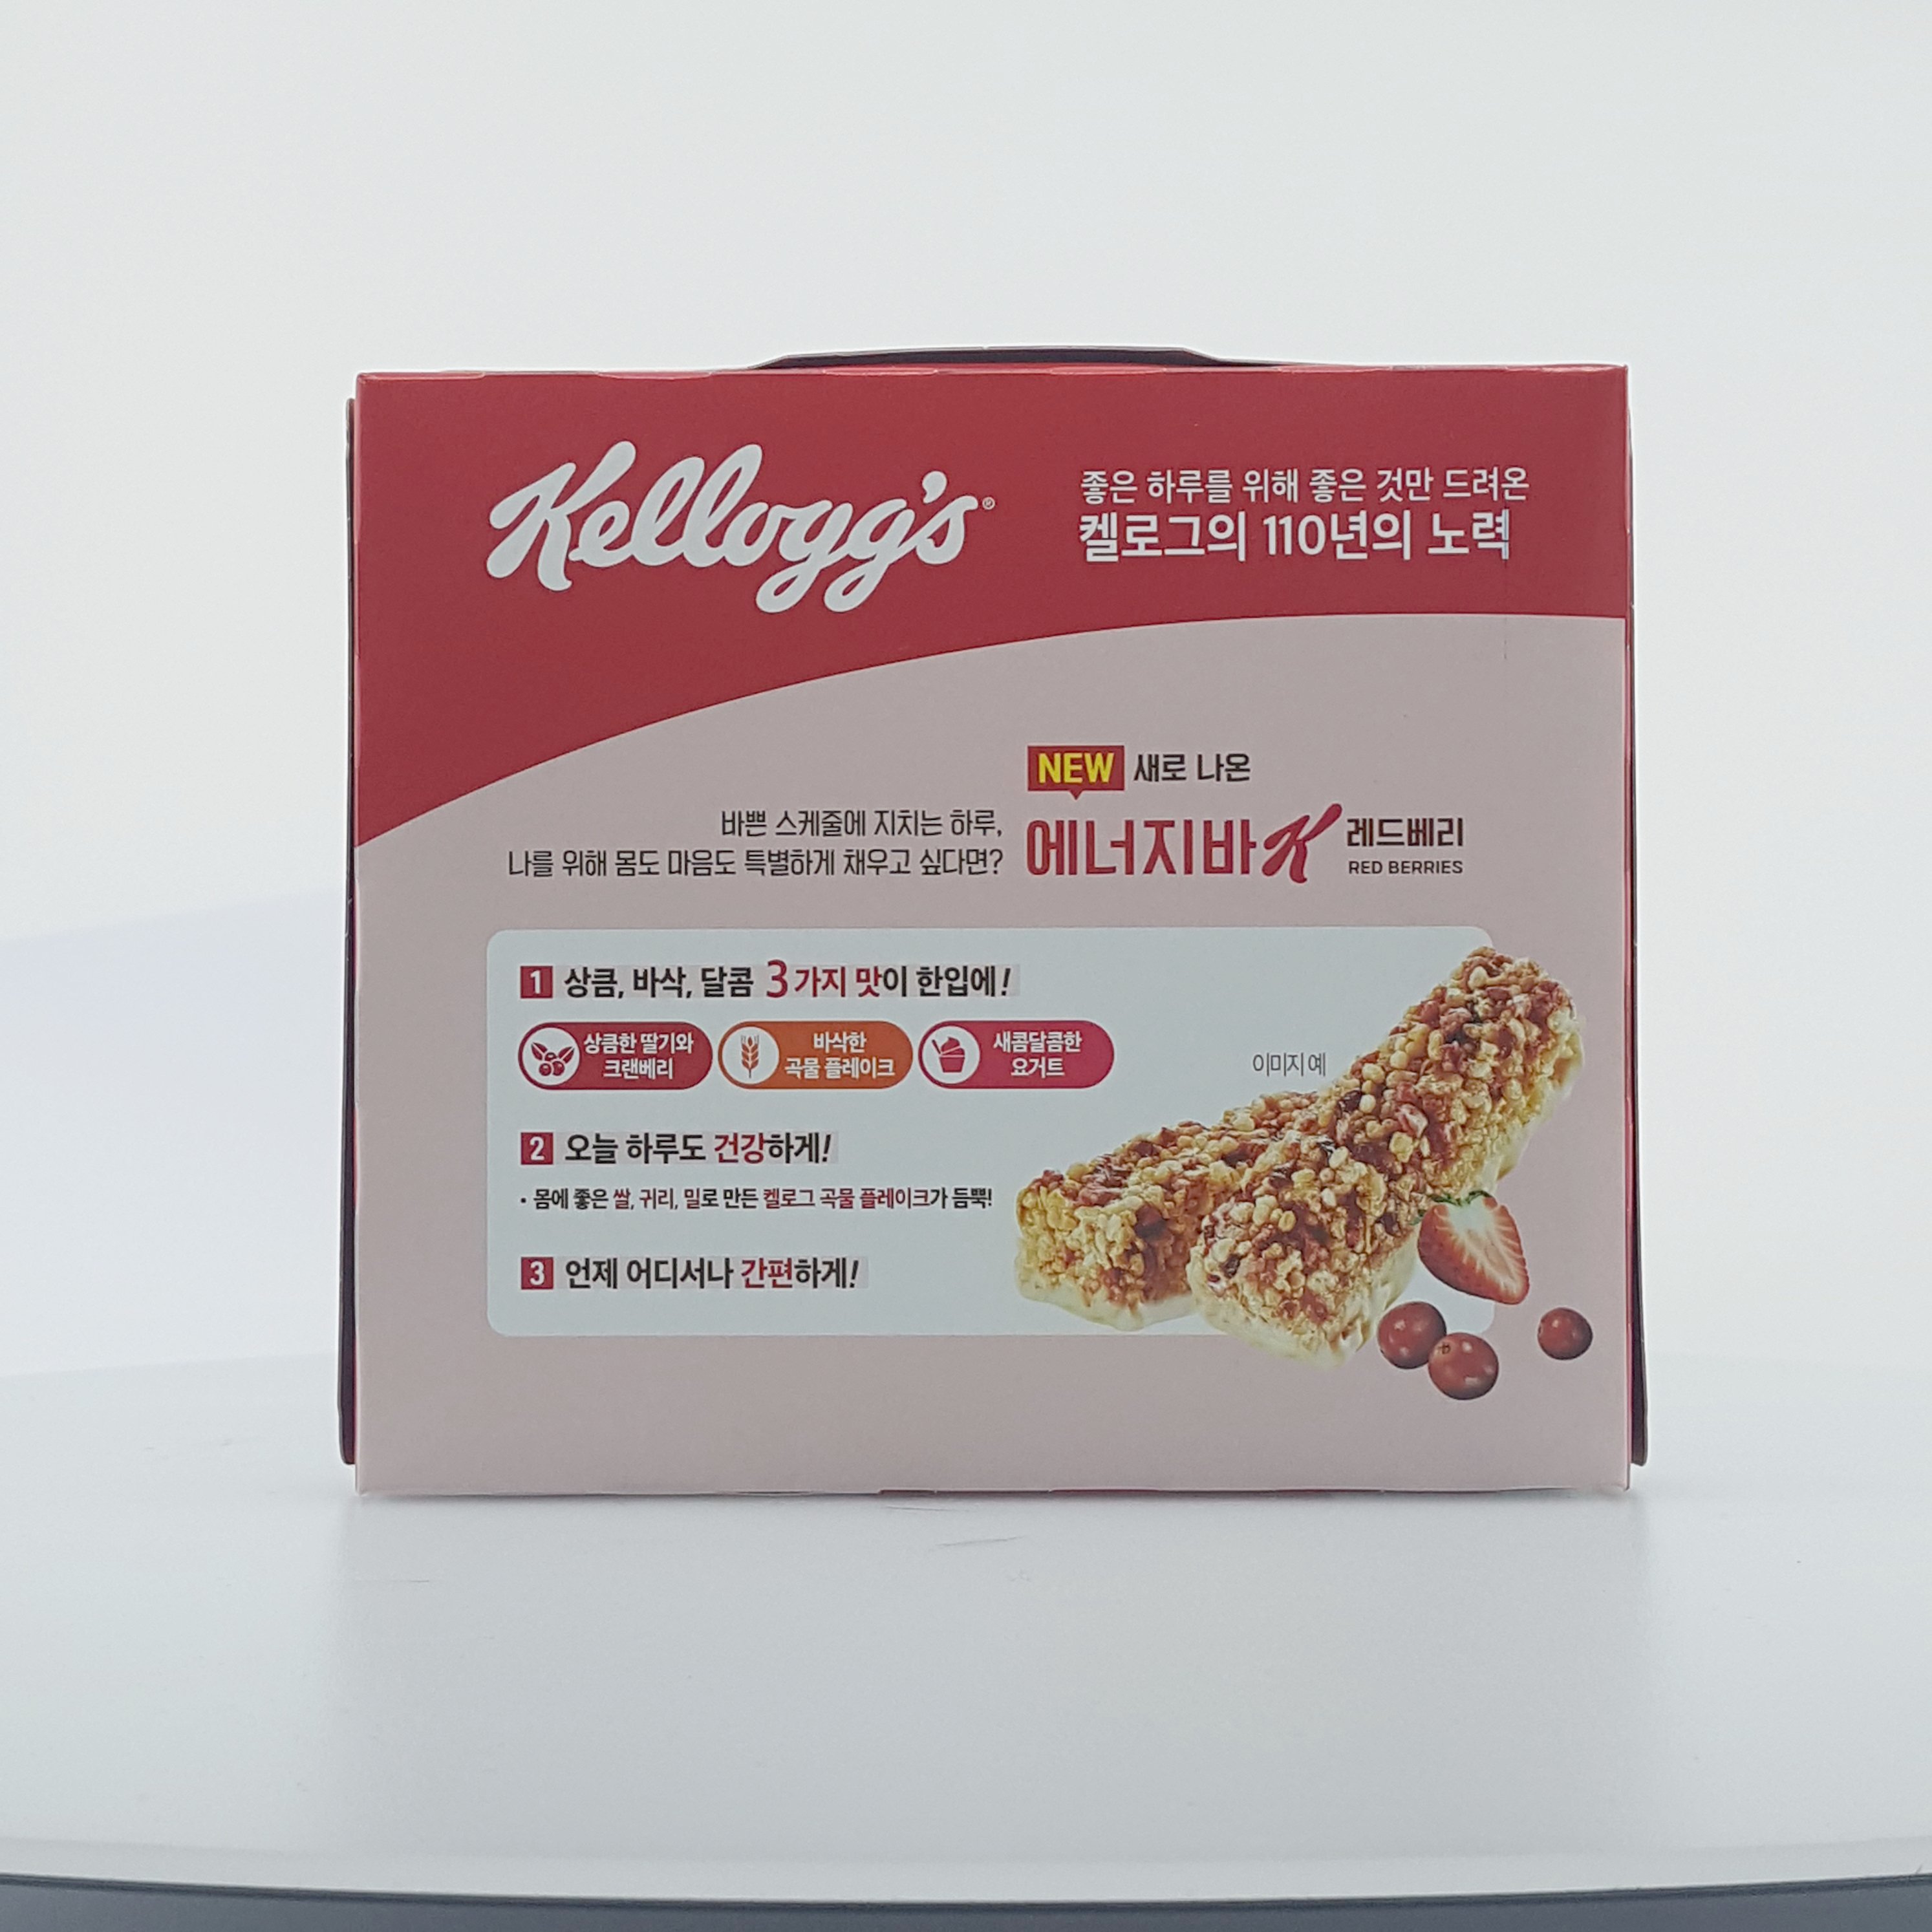 Kellogg's®
좋은 하루를 위해 좋은 것만 드려온
켈로그의 110년의 노력
NEW 새로 나온
바쁜 스케줄에 지치는 하루,
나를 위해 몸도 마음도 특별하게 채우고 싶다면?
에너지바K 레드베리
RED BERRIES
1 상큼, 바삭, 달콤 3가지 맛이 한입에!
상큼한 딸기와
크랜베리
바삭한
곡물 플레이크
새콤달콤한
요거트
이미지 예
2 오늘 하루도 건강하게!
• 몸에 좋은 쌀, 귀리, 밀로 만든 켈로그 곡물 플레이크가 듬뿍!
3 언제 어디서나 간편하게!